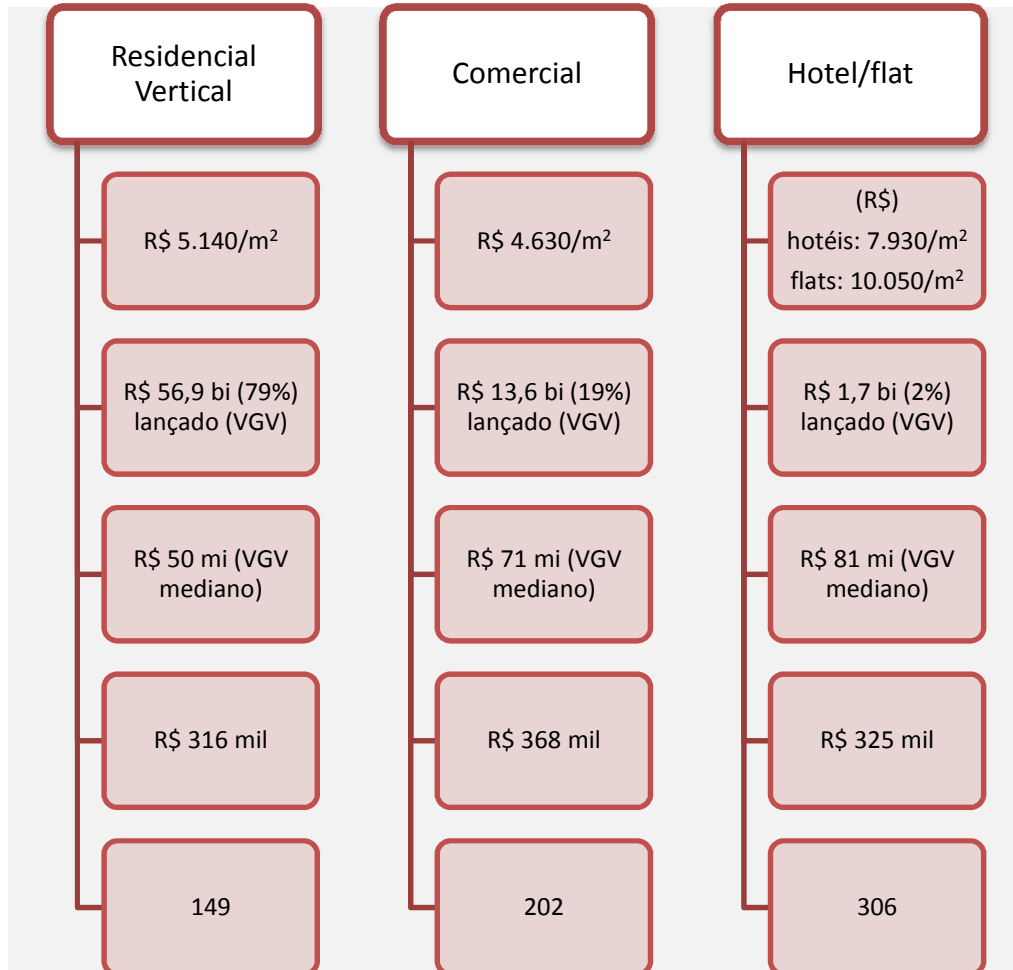 Residencial
Vertical
R$ 5.140/m²
R$ 56,9 bi (79%)
lançado (VGV)
R$ 50 mi (VGV
mediano)
R$ 316 mil
149
Comercial
R$ 4.630/m²
R$ 13,6 bi (19%)
lançado (VGV)
R$ 71 mi (VGV
mediano)
R$ 368 mil
202
Hotel/flat
(R$)
hotéis: 7.930/m²
flats: 10.050/m²
R$ 1,7 bi (2%)
lançado (VGV)
R$ 81 mi (VGV
mediano)
R$ 325 mil
306